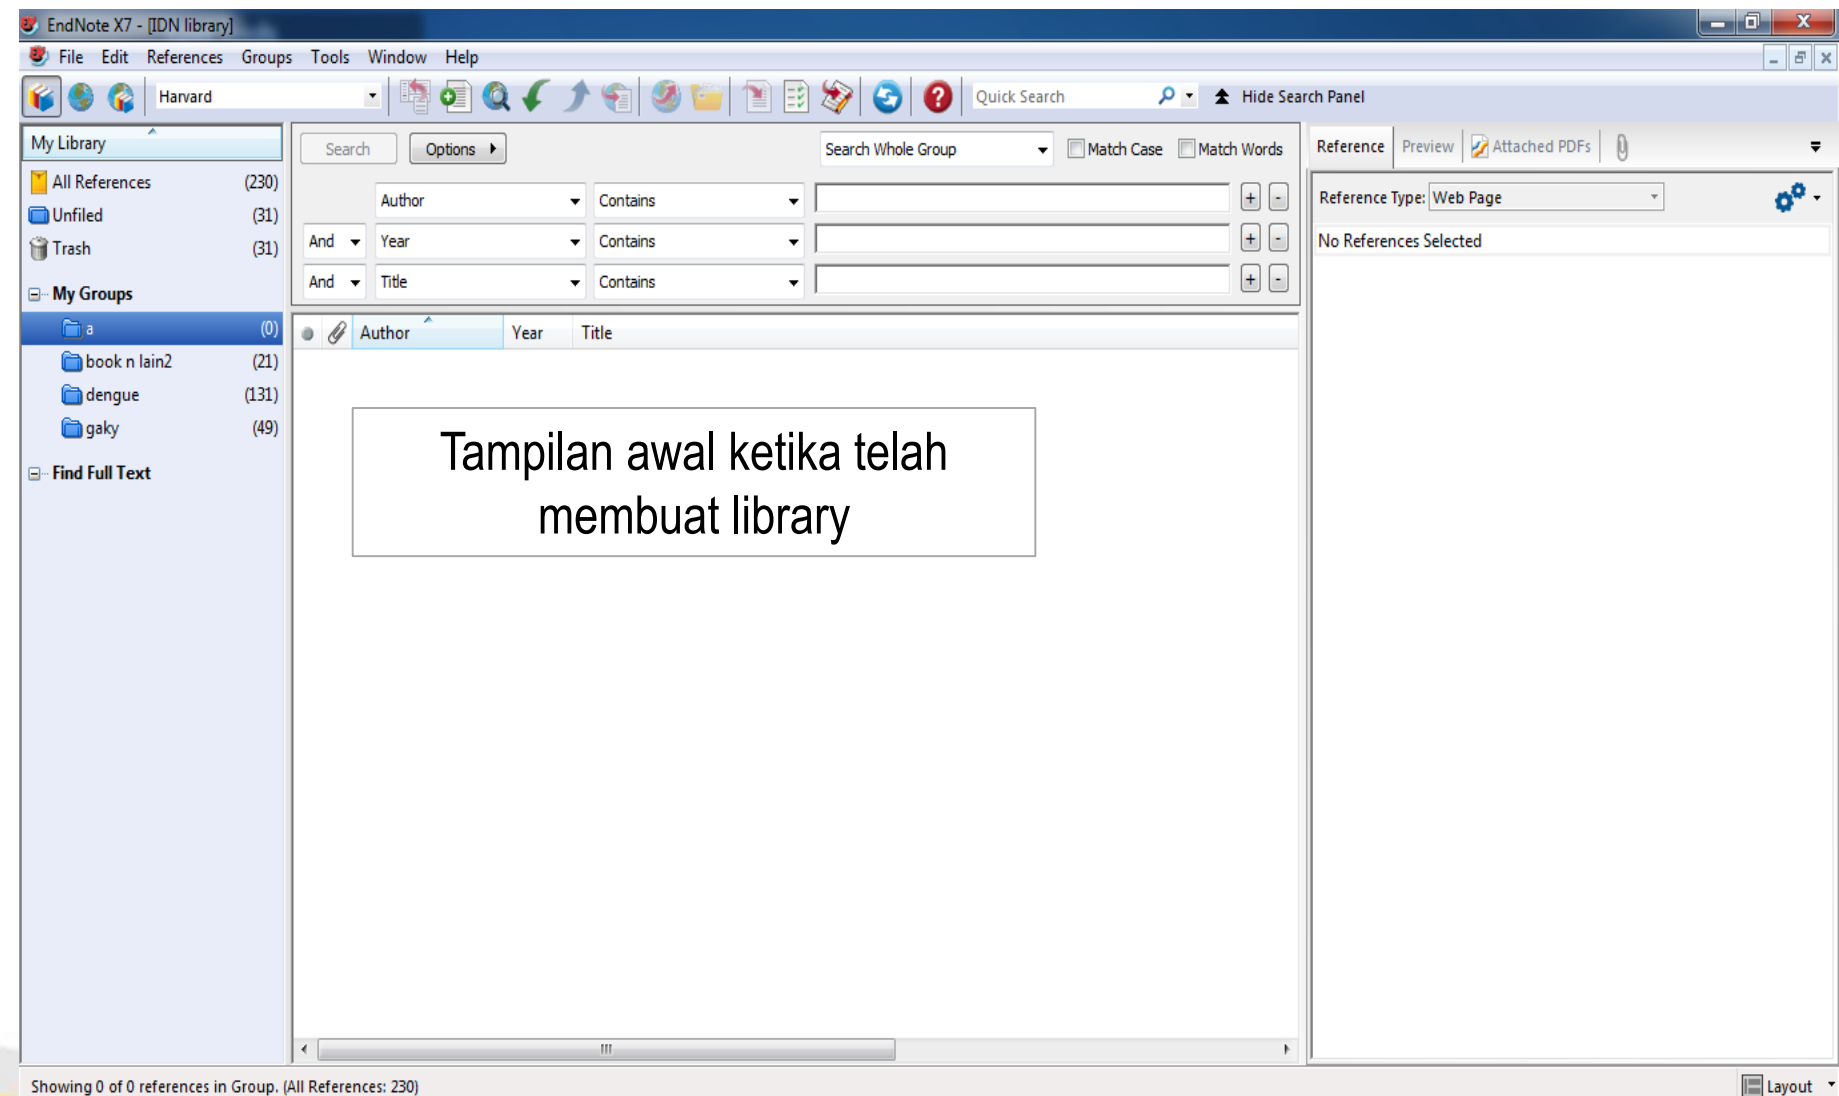 EndNote X7 - [IDN library]
File Edit References Groups Tools Window Help
Harvard
Quick Search
Hide Search Panel
My Library
All References (230)
Unfiled (31)
Trash (31)
My Groups
a (0)
book n lain2 (21)
dengue (131)
gaky (49)
Find Full Text
Search Options Search Whole Group Match Case Match Words
Author Contains
And Year Contains
And Title Contains
Author Year Title
Tampilan awal ketika telah
membuat library
Reference Preview Attached PDFs
Reference Type: Web Page
No References Selected
Showing 0 of 0 references in Group. (All References: 230)
Layout